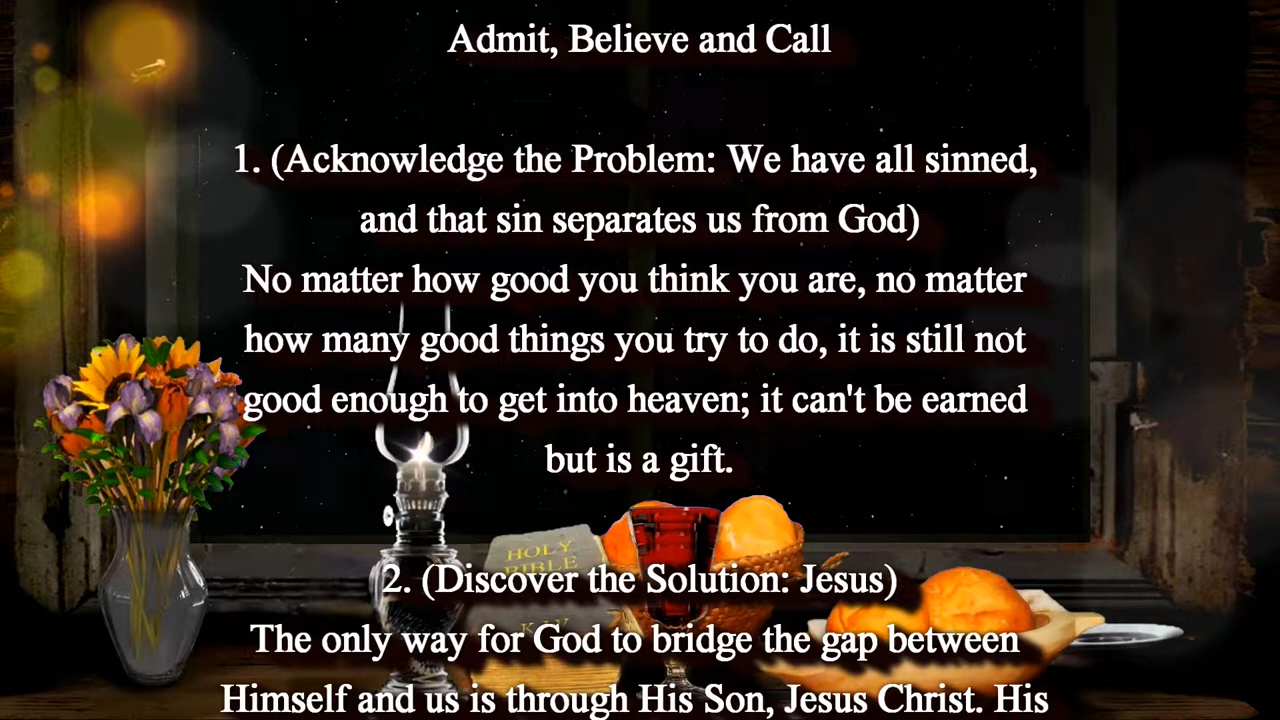 Admit, Believe and Call
1. (Acknowledge the Problem: We have all sinned,
and that sin separates us from God)
No matter how good you think you are, no matter
how many good things you try to do, it is still not
good enough to get into heaven; it can't be earned
but is a gift.
HOLY
BIBLE
2. (Discover the Solution: Jesus)
KJV
The only way for God to bridge the gap between
Himself and us is through His Son, Jesus Christ. His